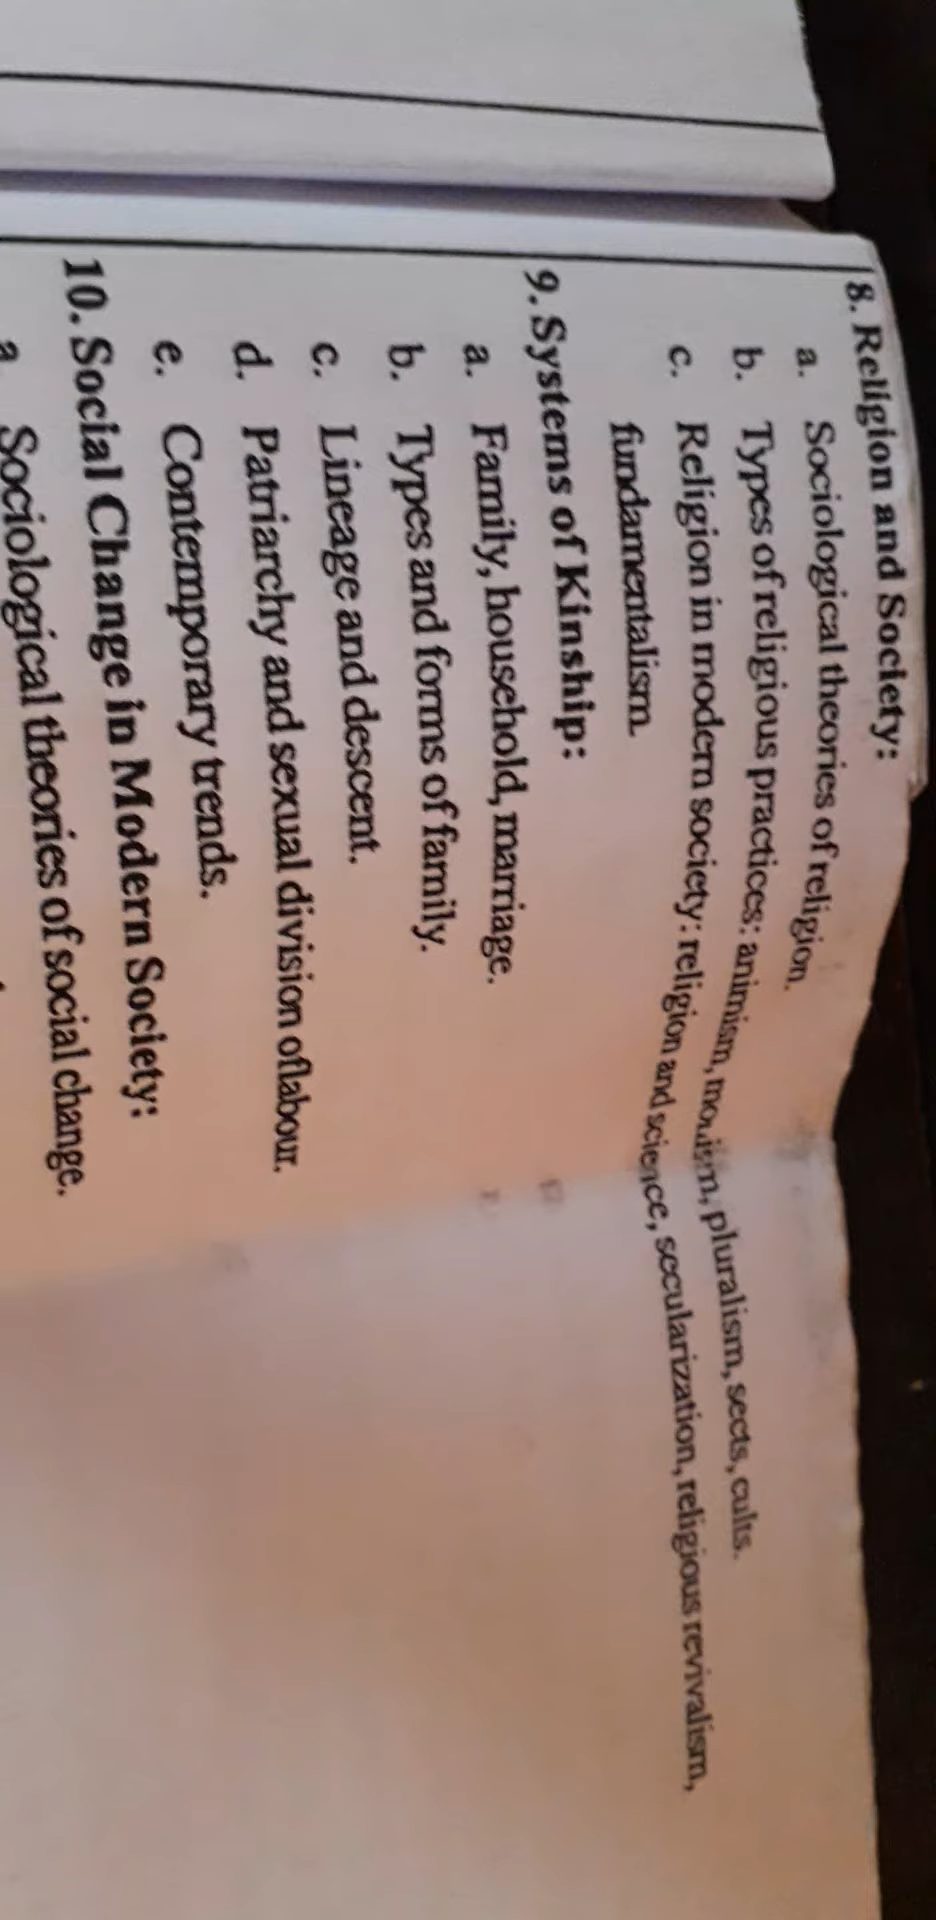 8. Religion and Society:
a. Sociological theories of religion.
b. Types of religious practices: animism, monism, pluralism, sects, cults.
c. Religion in modern society: religion and science, secularization, religious revivalism,
fundamentalism.
9. Systems of Kinship:
a. Family, household, marriage.
b. Types and forms of family.
c. Lineage and descent.
d. Patriarchy and sexual division of labour.
e. Contemporary trends.
10. Social Change in Modern Society:
a. Sociological theories of social change.